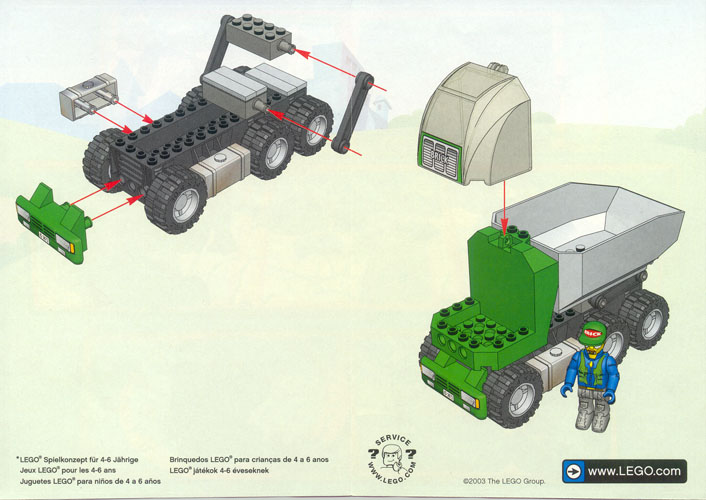 BRICK
* LEGO® Spielkonzept für 4-6 Jährige
Jeux LEGO® pour les 4-6 ans
Juguetes LEGO® para niños de 4 a 6 años
Brinquedos LEGO® para crianças de 4 a 6 anos
LEGO® játékok 4-6 éveseknek
SERVICE
WWW.LEGO.COM
? ?
©2003 The LEGO Group.
www.LEGO.com